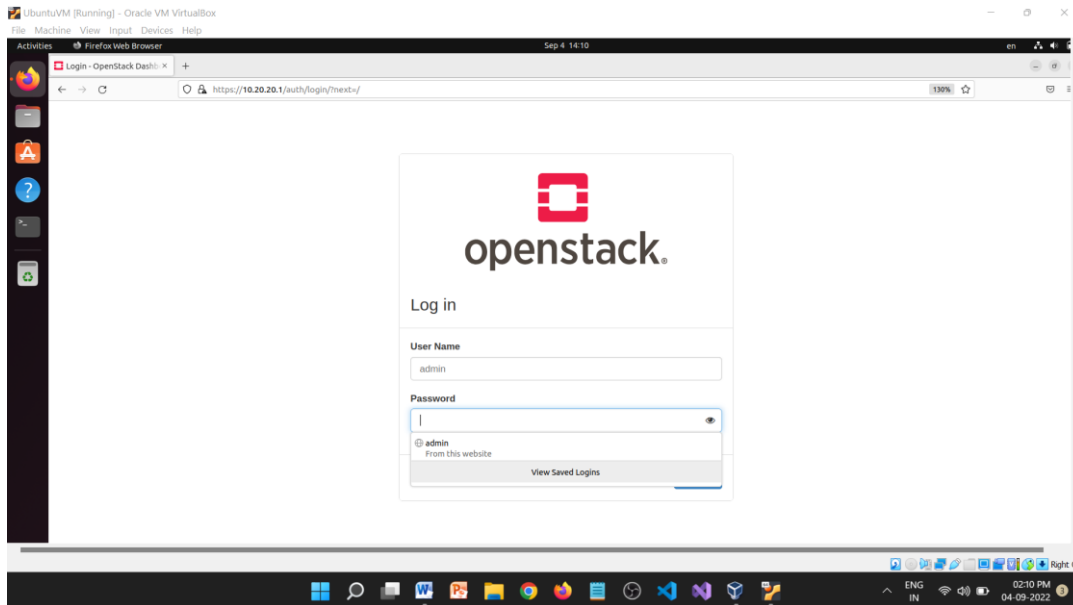 UbuntuVM [Running] - Oracle VM VirtualBox
File Machine View Input Devices Help
Activities Firefox Web Browser Sep 4 14:10 en
Login - OpenStack Dashb
https://10.20.20.1/auth/login/?next=/ 130%
openstack.
Log in
User Name
admin
Password
admin
From this website
View Saved Logins
Right
ENG
IN
02:10 PM
04-09-2022
3